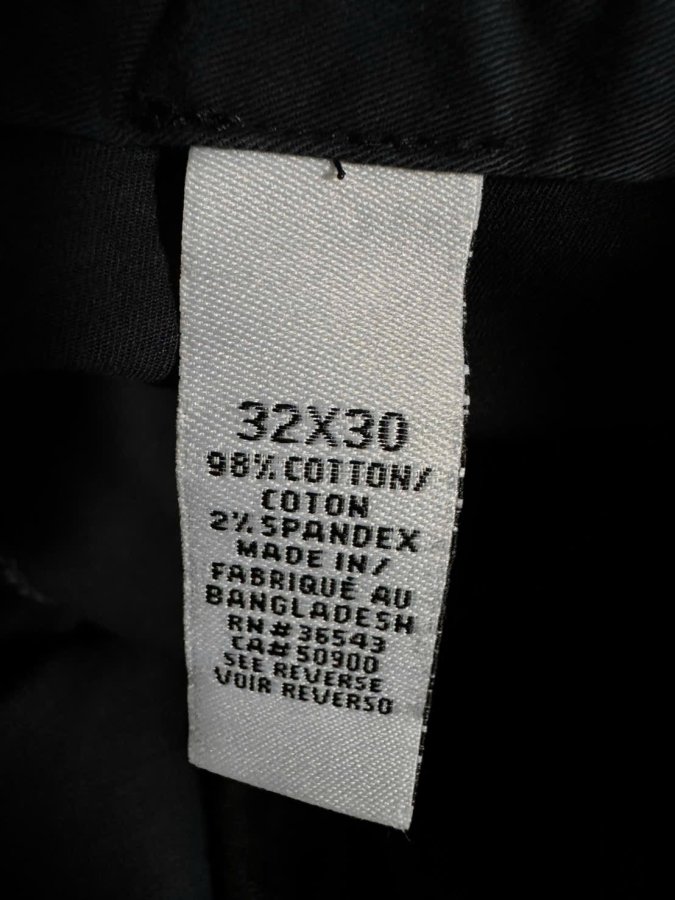 32X30
98% COTTON/
COTON
2% SPANDEX
MADE IN/
FABRIQUÉ AU
BANGLADESH
RN# 36543
CA# 50900
SEE REVERSE
VOIR REVERSO